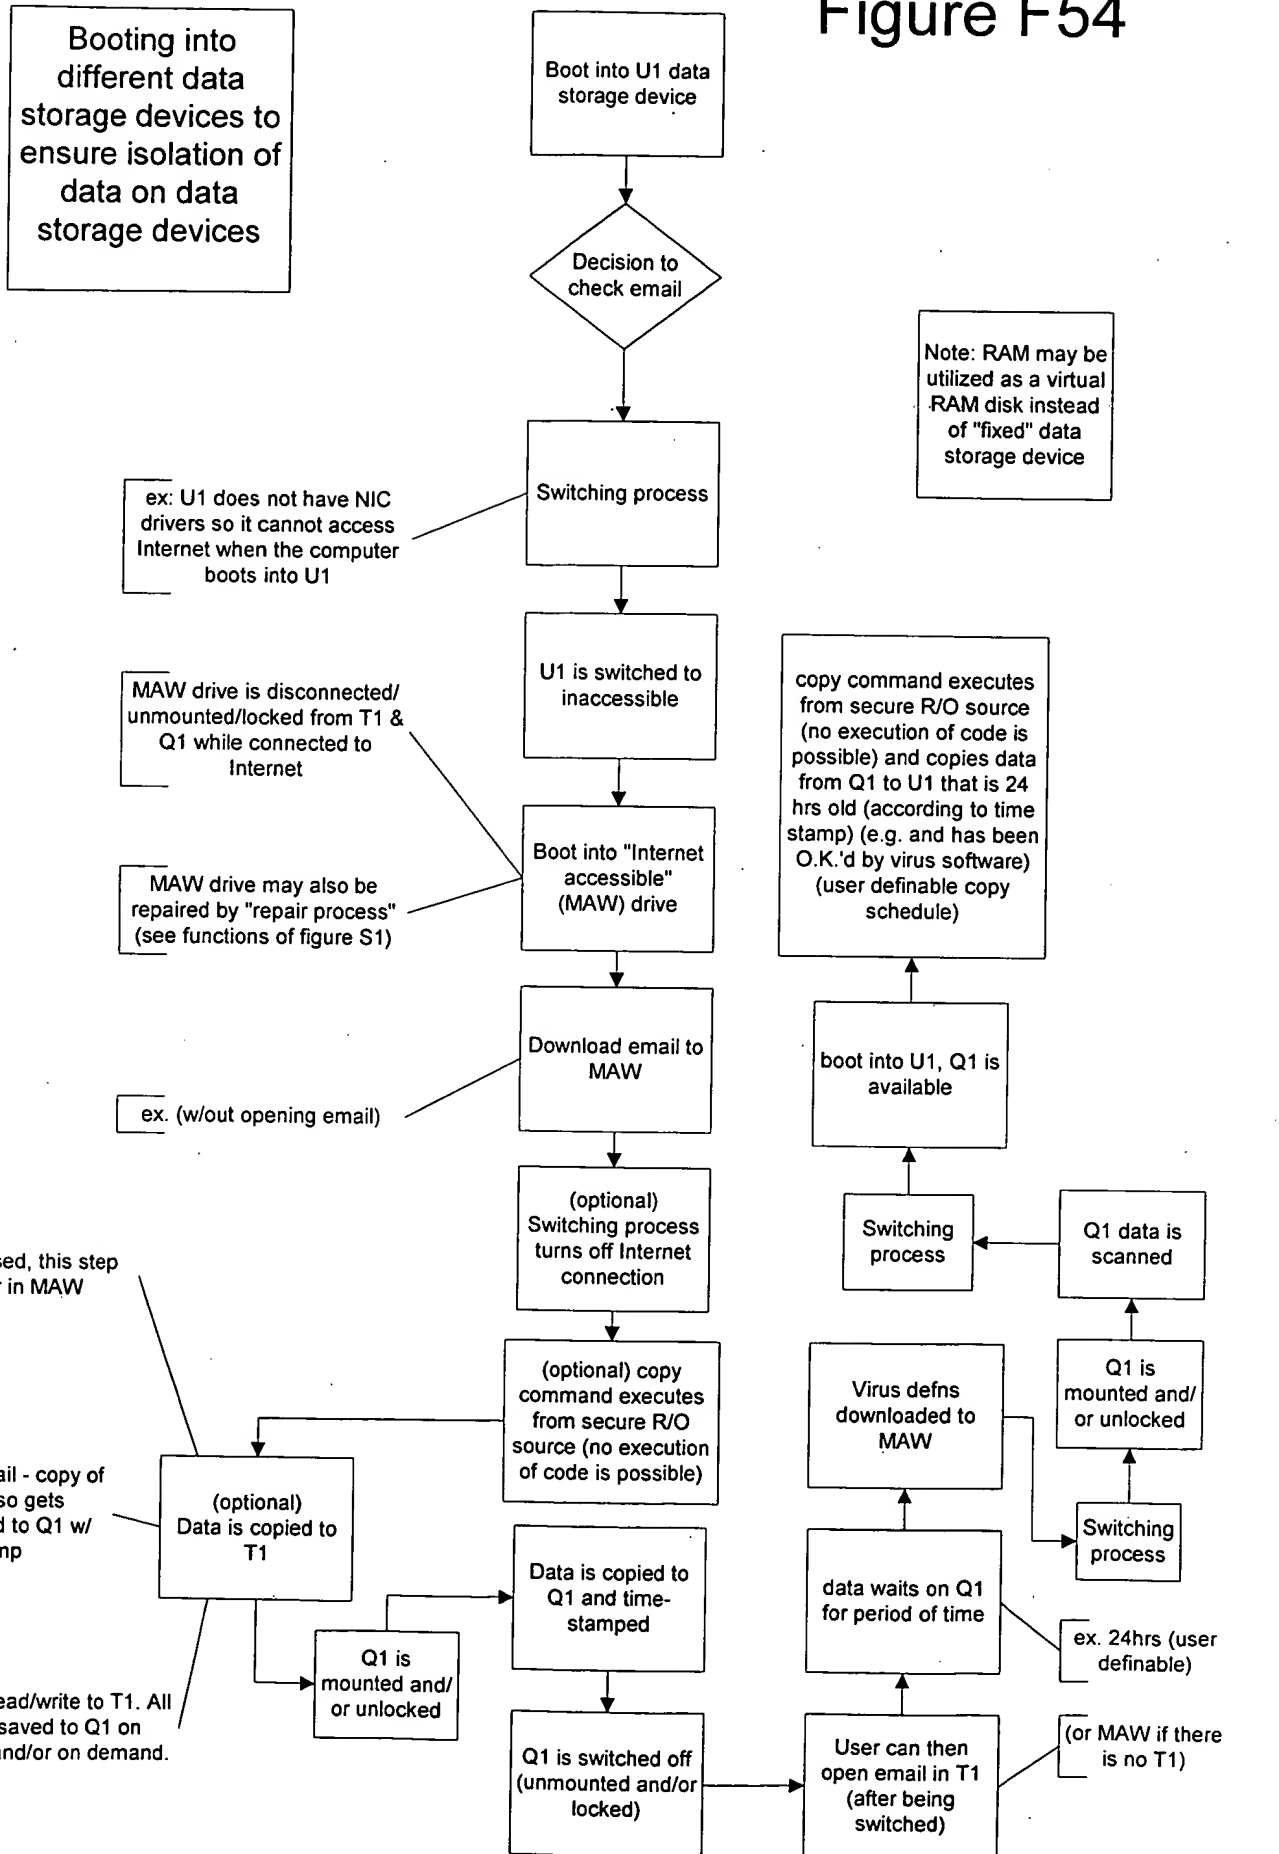 Figure F54
Booting into
different data
storage devices to
ensure isolation of
data on data
storage devices
Boot into U1 data
storage device
Decision to
check email
Note: RAM may be
utilized as a virtual
RAM disk instead
of "fixed" data
storage device
Switching process
ex: U1 does not have NIC
drivers so it cannot access
Internet when the computer
boots into U1
U1 is switched to
inaccessible
MAW drive is disconnected/
unmounted/locked from T1 &
Q1 while connected to
Internet
Boot into "Internet
accessible"
(MAW) drive
MAW drive may also be
repaired by "repair process"
(see functions of figure S1)
Download email to
MAW
ex. (w/out opening email)
(optional)
Switching process
turns off Internet
connection
(optional) copy
command executes
from secure R/O
source (no execution
of code is possible)
sed, this step
in MAW
(optional)
Data is copied to
T1
ail - copy of
so gets
d to Q1 w/
mp
ead/write to T1. All
saved to Q1 on
and/or on demand.
Q1 is
mounted and/
or unlocked
Data is copied to
Q1 and time-
stamped
Q1 is switched off
(unmounted and/or
locked)
User can then
open email in T1
(after being
switched)
(or MAW if there
is no T1)
data waits on Q1
for period of time
ex. 24hrs (user
definable)
Virus defns
downloaded to
MAW
Switching
process
Q1 is
mounted and/
or unlocked
Q1 data is
scanned
Switching
process
boot into U1, Q1 is
available
copy command executes
from secure R/O source
(no execution of code is
possible) and copies data
from Q1 to U1 that is 24
hrs old (according to time
stamp) (e.g. and has been
O.K.'d by virus software)
(user definable copy
schedule)